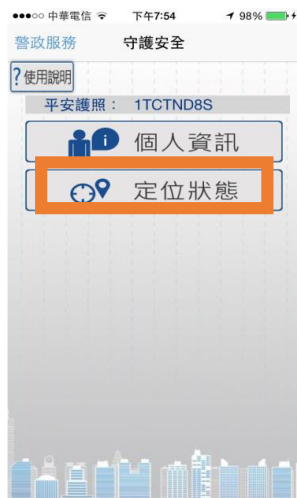 ●●●○○ 中華電信 下午7:54 98%
警政服務 守護安全
?使用說明
平安護照： 1TCTND8S
i 個人資訊
定位狀態